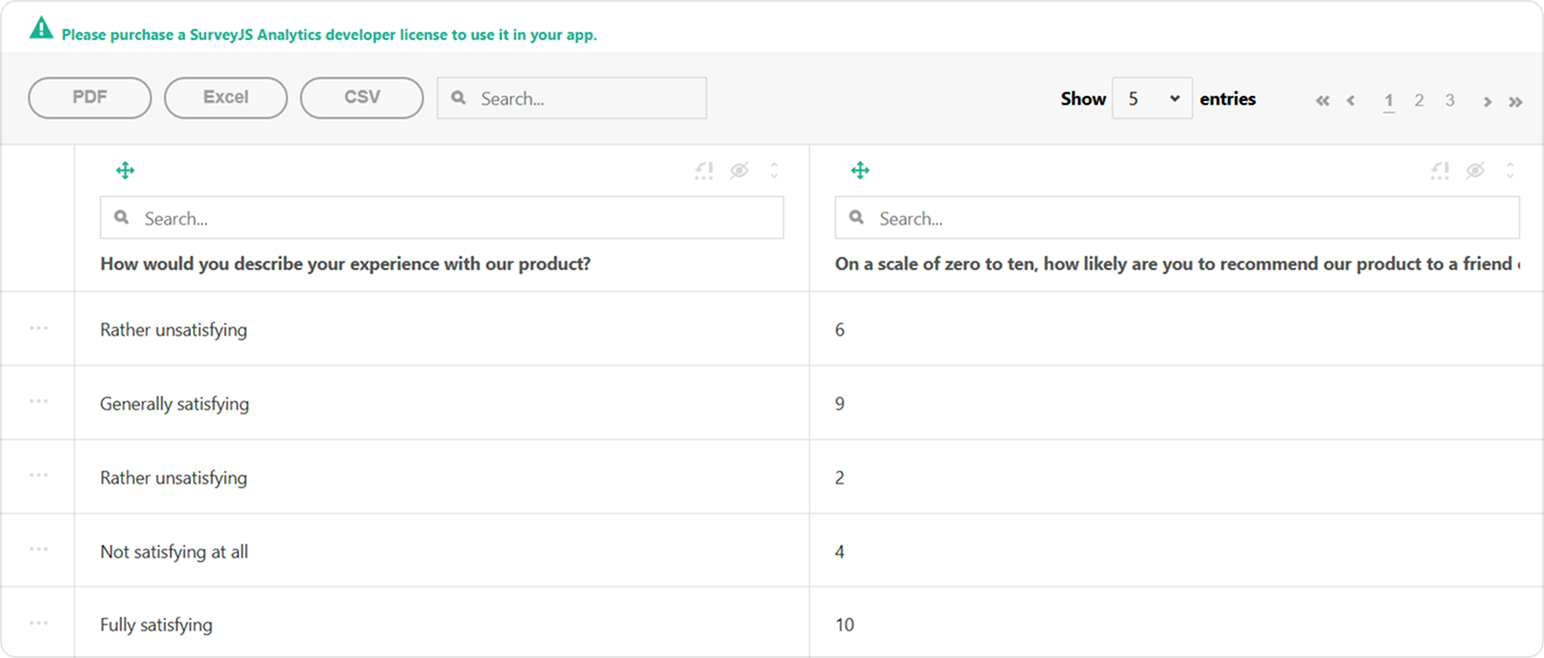 Please purchase a SurveyJS Analytics developer license to use it in your app.
PDF Excel CSV Search... Show 5 entries « ‹ 1 2 3 › »
Search... Search...
How would you describe your experience with our product? On a scale of zero to ten, how likely are you to recommend our product to a friend
Rather unsatisfying 6
Generally satisfying 9
Rather unsatisfying 2
Not satisfying at all 4
Fully satisfying 10